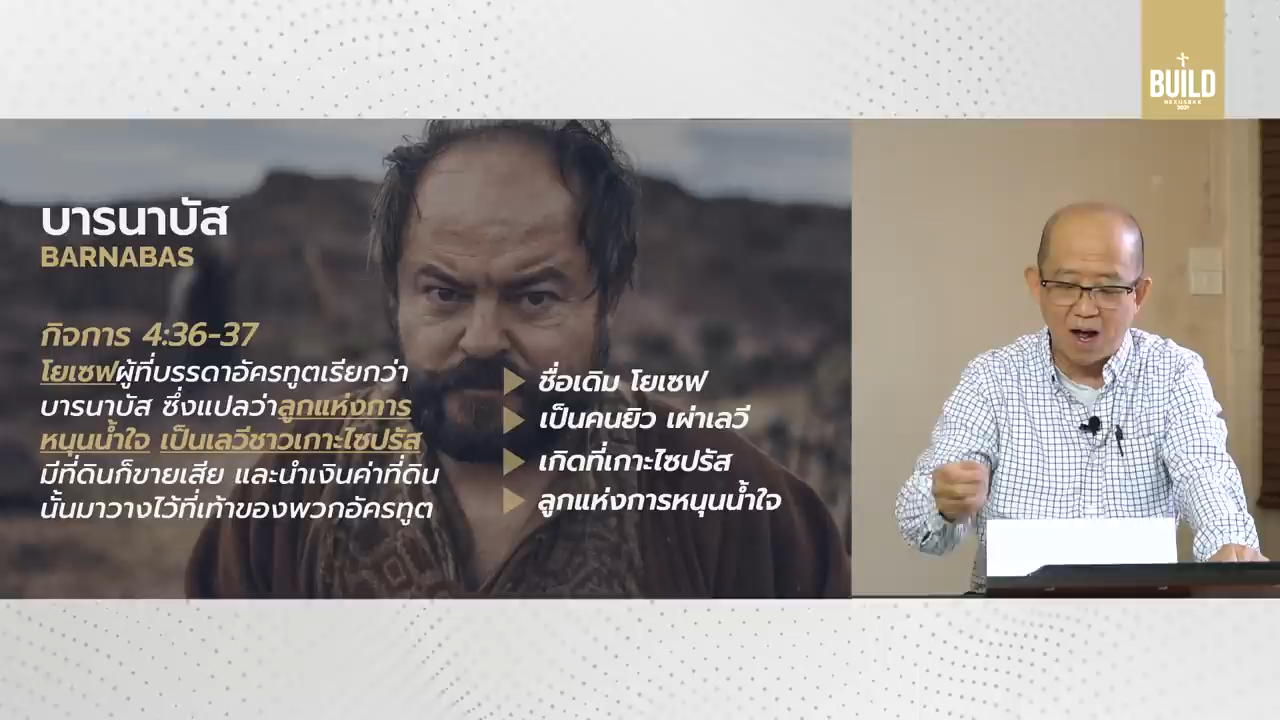 BUILD
NEXUSBKK
2021
บารนาบัส
BARNABAS
กิจการ 4:36-37
โยเซฟผู้ที่บรรดาอัครทูตเรียกว่า
บารนาบัส ซึ่งแปลว่าลูกแห่งการ
หนุนน้ำใจ เป็นเลวีชาวเกาะไซปรัส
มีที่ดินก็ขายเสีย และนำเงินค่าที่ดิน
นั้นมาวางไว้ที่เท้าของพวกอัครทูต
ชื่อเดิม โยเซฟ
เป็นคนยิว เผ่าเลวี
เกิดที่เกาะไซปรัส
ลูกแห่งการหนุนน้ำใจ